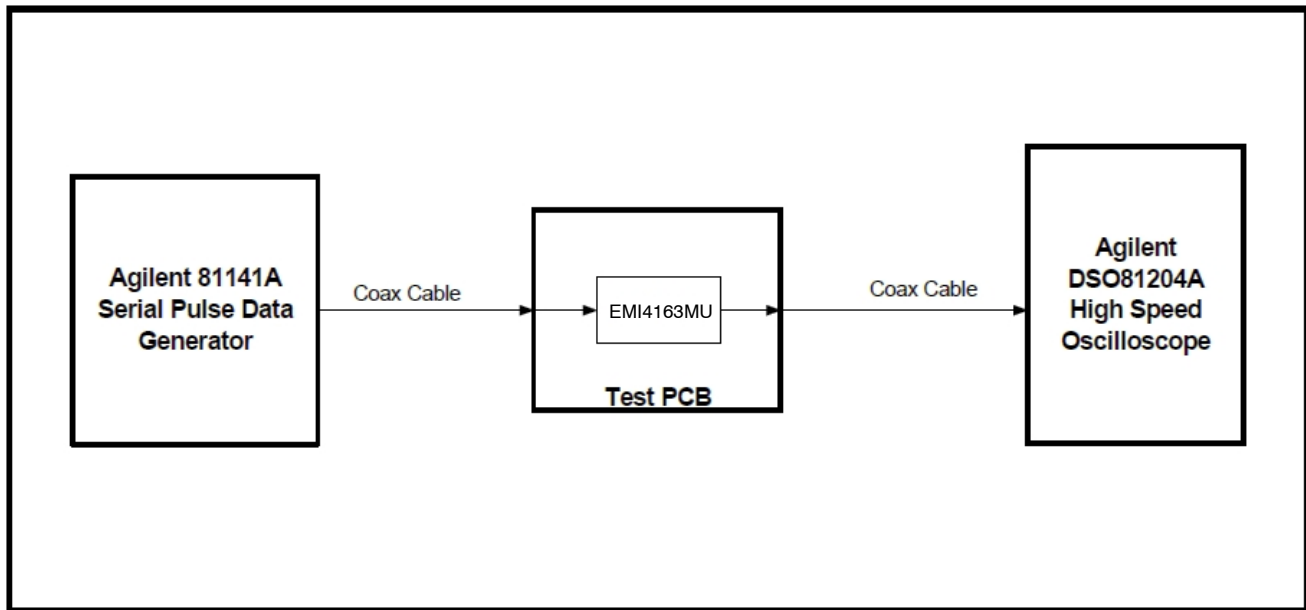 Agilent 81141A
Serial Pulse Data
Generator
Coax Cable
EMI4163MU
Test PCB
Coax Cable
Agilent
DSO81204A
High Speed
Oscilloscope